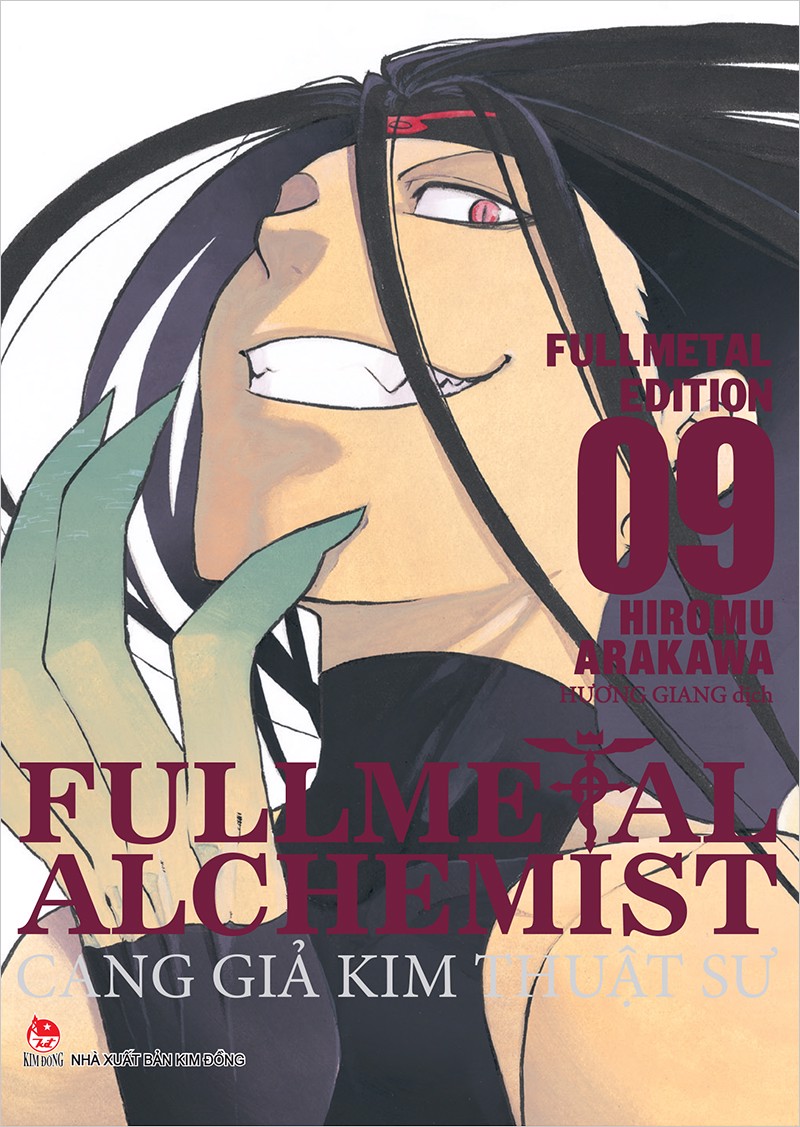 FULLMETAL
EDITION
09
HIROMU
ARAKAWA
HƯƠNG GIANG dịch
FULLMETAL
ALCHEMIST
CANG GIẢ KIM THUẬT SƯ
Kết
KIM ĐỒNG
NHÀ XUẤT BẢN KIM ĐỒNG